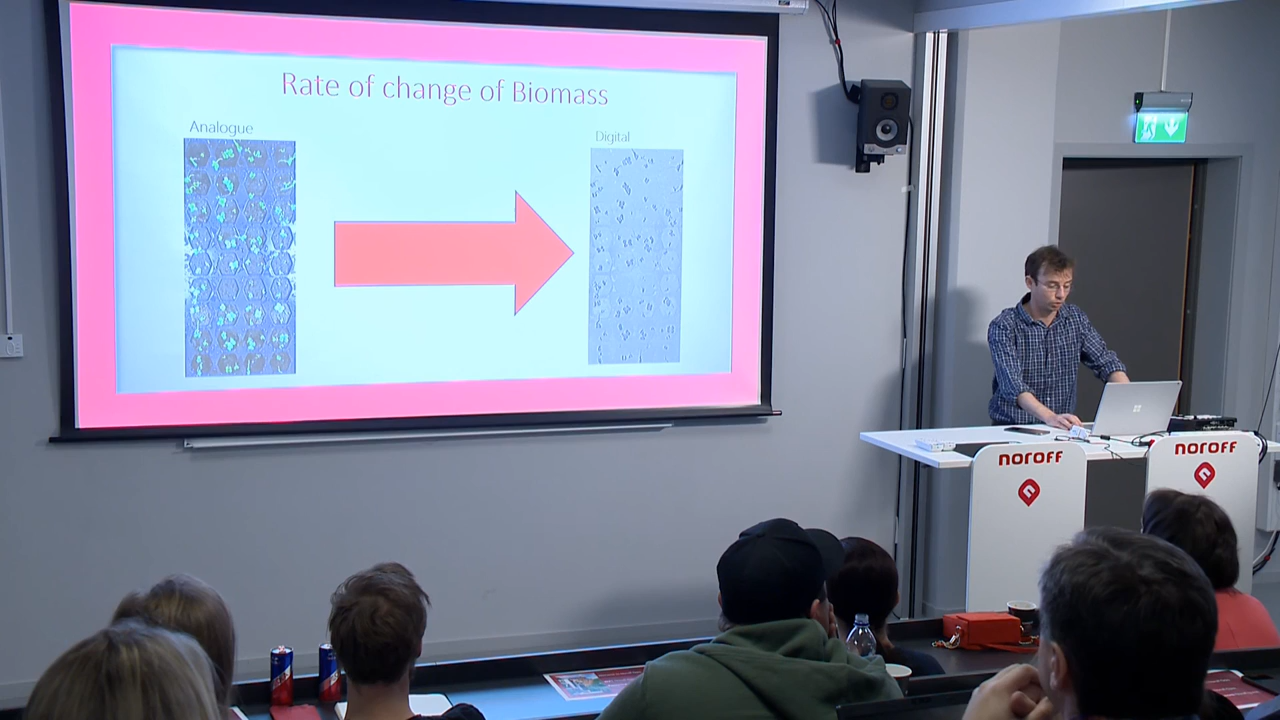 Rate of change of Biomass
Analogue
Digital
noroff
noroff